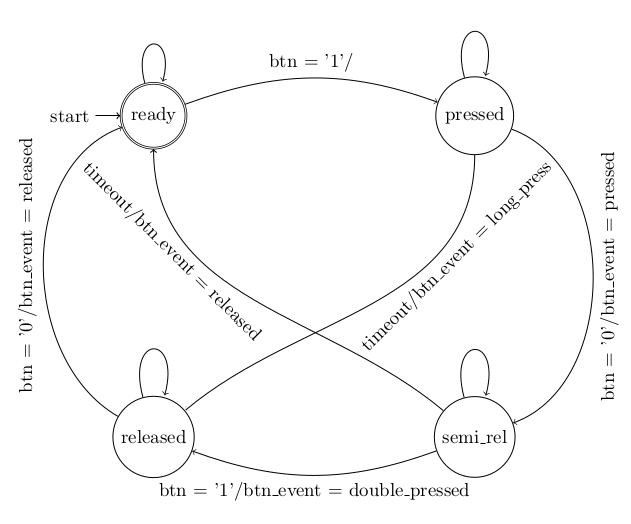 btn = '1'/
start
ready
pressed
btn = '0'/btn_event = released
timeout/btn_event = released
timeout/btn_event = long_press
btn = '0'/btn_event = pressed
released
semi_rel
btn = '1'/btn_event = double_pressed